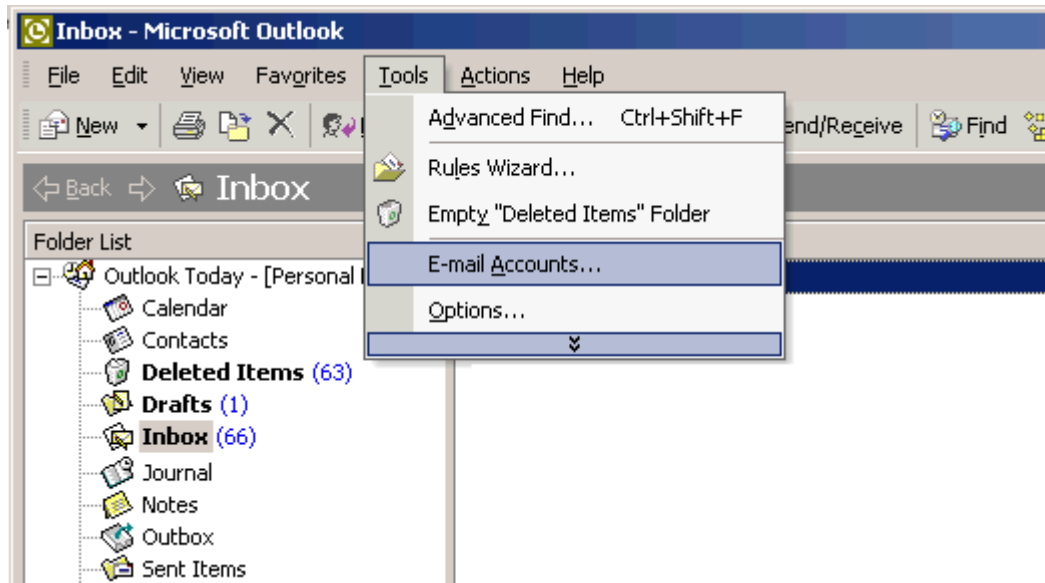 Inbox - Microsoft Outlook
File Edit View Favorites Tools Actions Help
New end/Receive Find
Advanced Find... Ctrl+Shift+F
Back Inbox
Rules Wizard...
Empty "Deleted Items" Folder
Folder List
E-mail Accounts...
Outlook Today - [Personal
Options...
Calendar
Contacts
Deleted Items (63)
Drafts (1)
Inbox (66)
Journal
Notes
Outbox
Sent Items